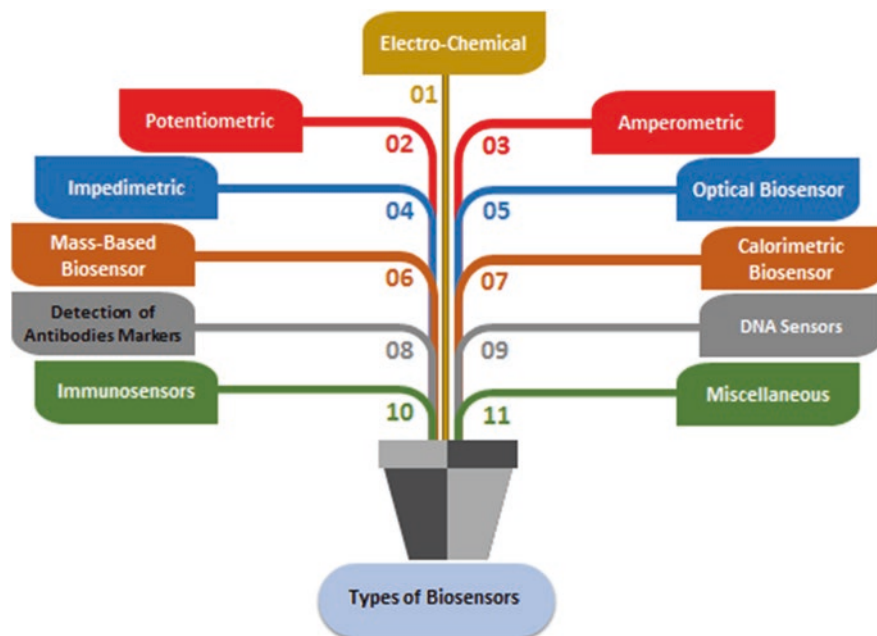 Electro-Chemical
01
Potentiometric
02
03
Amperometric
Impedimetric
04
05
Optical Biosensor
Mass-Based
Biosensor
06
07
Calorimetric
Biosensor
Detection of
Antibodies Markers
08
09
DNA Sensors
Immunosensors
10
11
Miscellaneous
Types of Biosensors